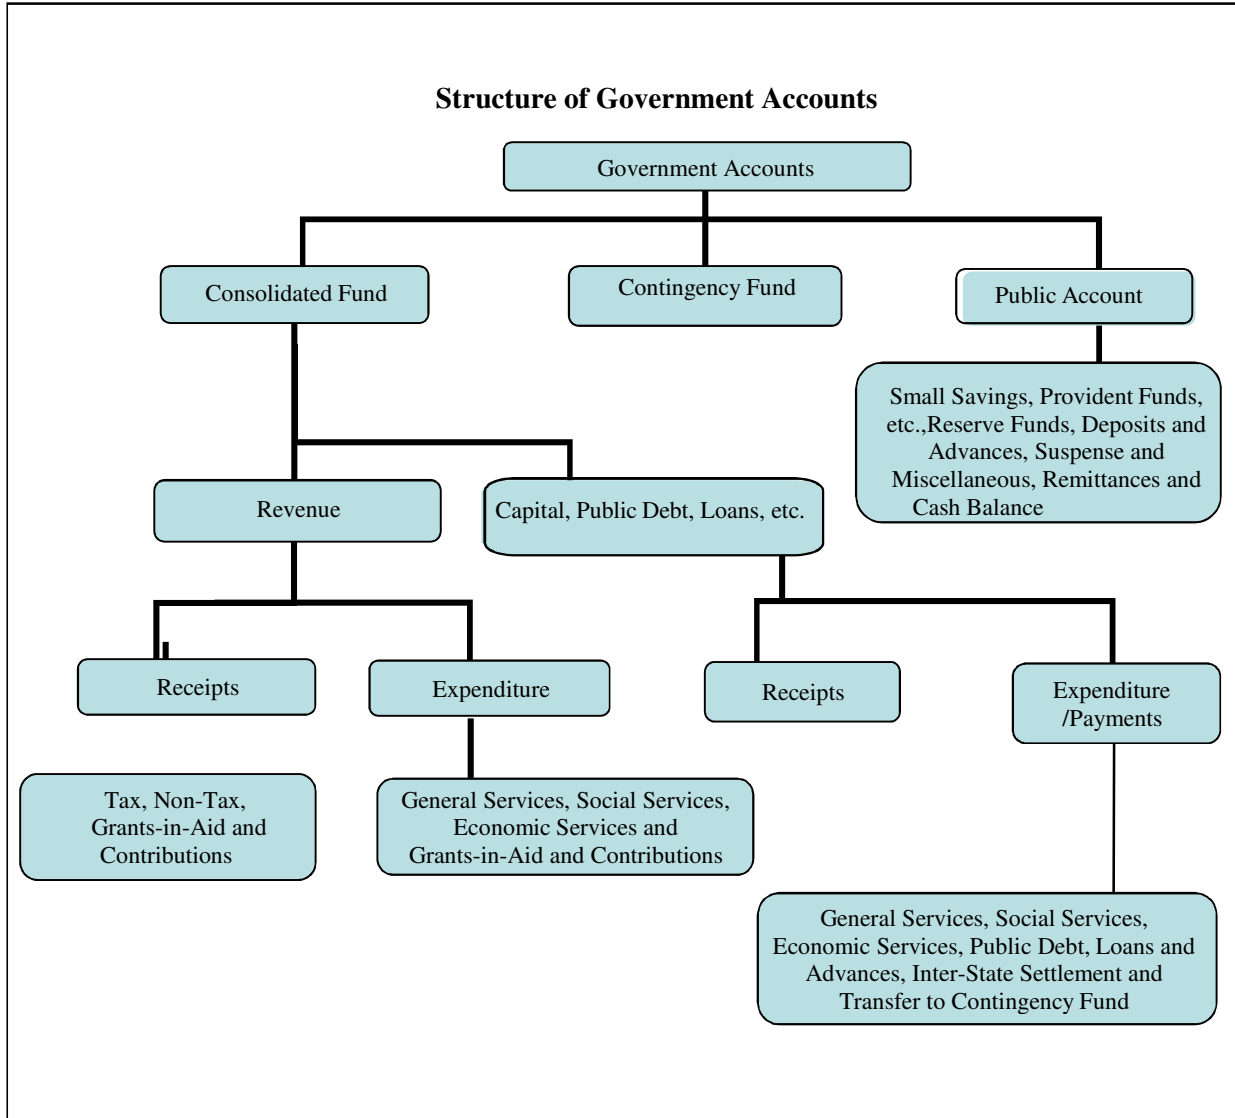 Structure of Government Accounts
Government Accounts
Consolidated Fund
Contingency Fund
Public Account
Small Savings, Provident Funds,
etc.,Reserve Funds, Deposits and
Advances, Suspense and
Miscellaneous, Remittances and
Cash Balance
Revenue
Capital, Public Debt, Loans, etc.
Receipts
Expenditure
Receipts
Expenditure
/Payments
Tax, Non-Tax,
Grants-in-Aid and
Contributions
General Services, Social Services,
Economic Services and
Grants-in-Aid and Contributions
General Services, Social Services,
Economic Services, Public Debt, Loans and
Advances, Inter-State Settlement and
Transfer to Contingency Fund